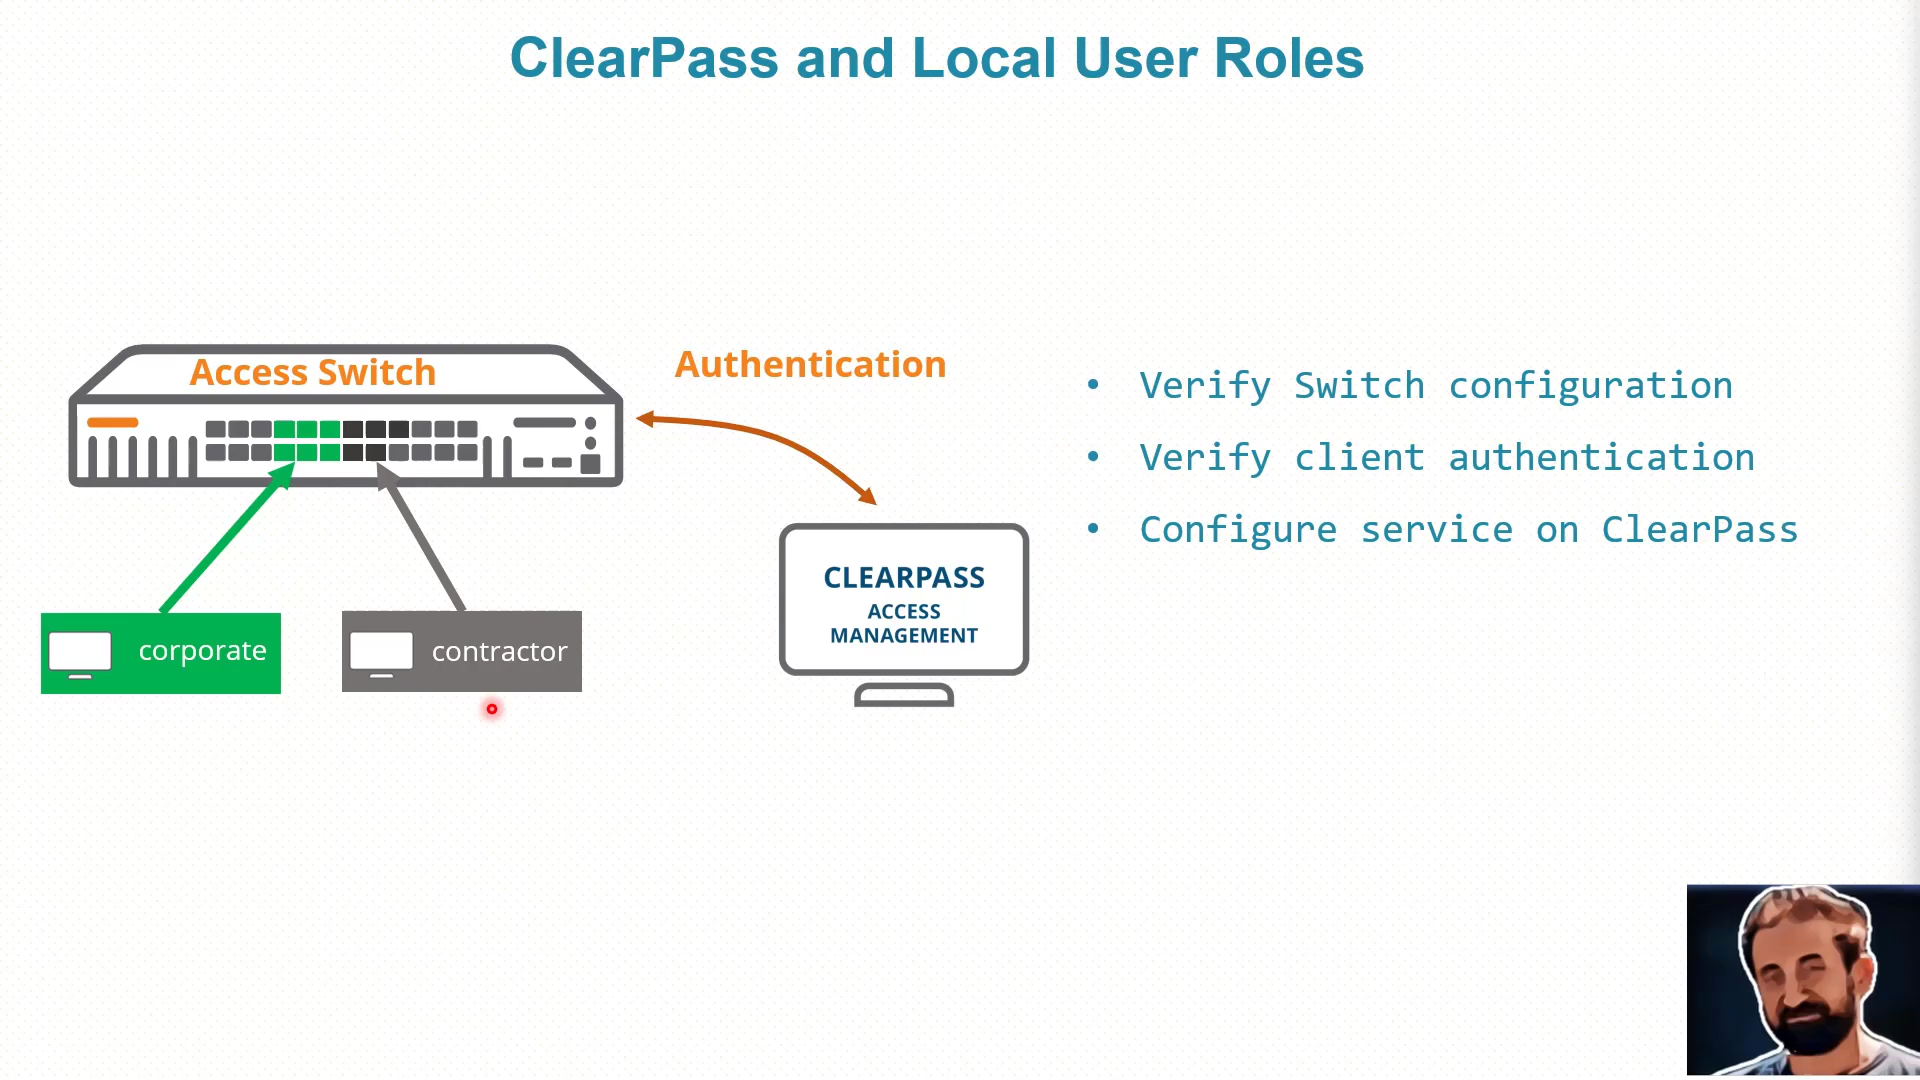 ClearPass and Local User Roles
Access Switch
Authentication
• Verify Switch configuration
• Verify client authentication
• Configure service on ClearPass
CLEARPASS
ACCESS
MANAGEMENT
corporate
contractor